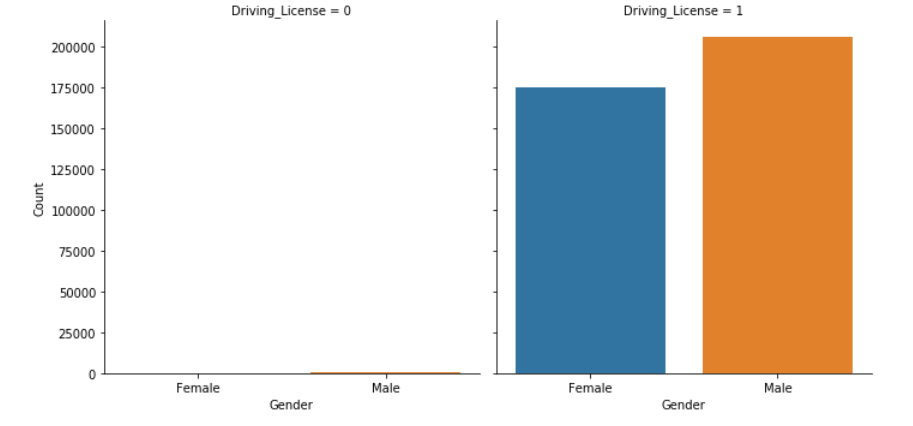 Driving_License = 0
Driving_License = 1
200000
175000
150000
125000
100000
75000
50000
25000
0
Count
Female
Male
Female
Male
Gender
Gender